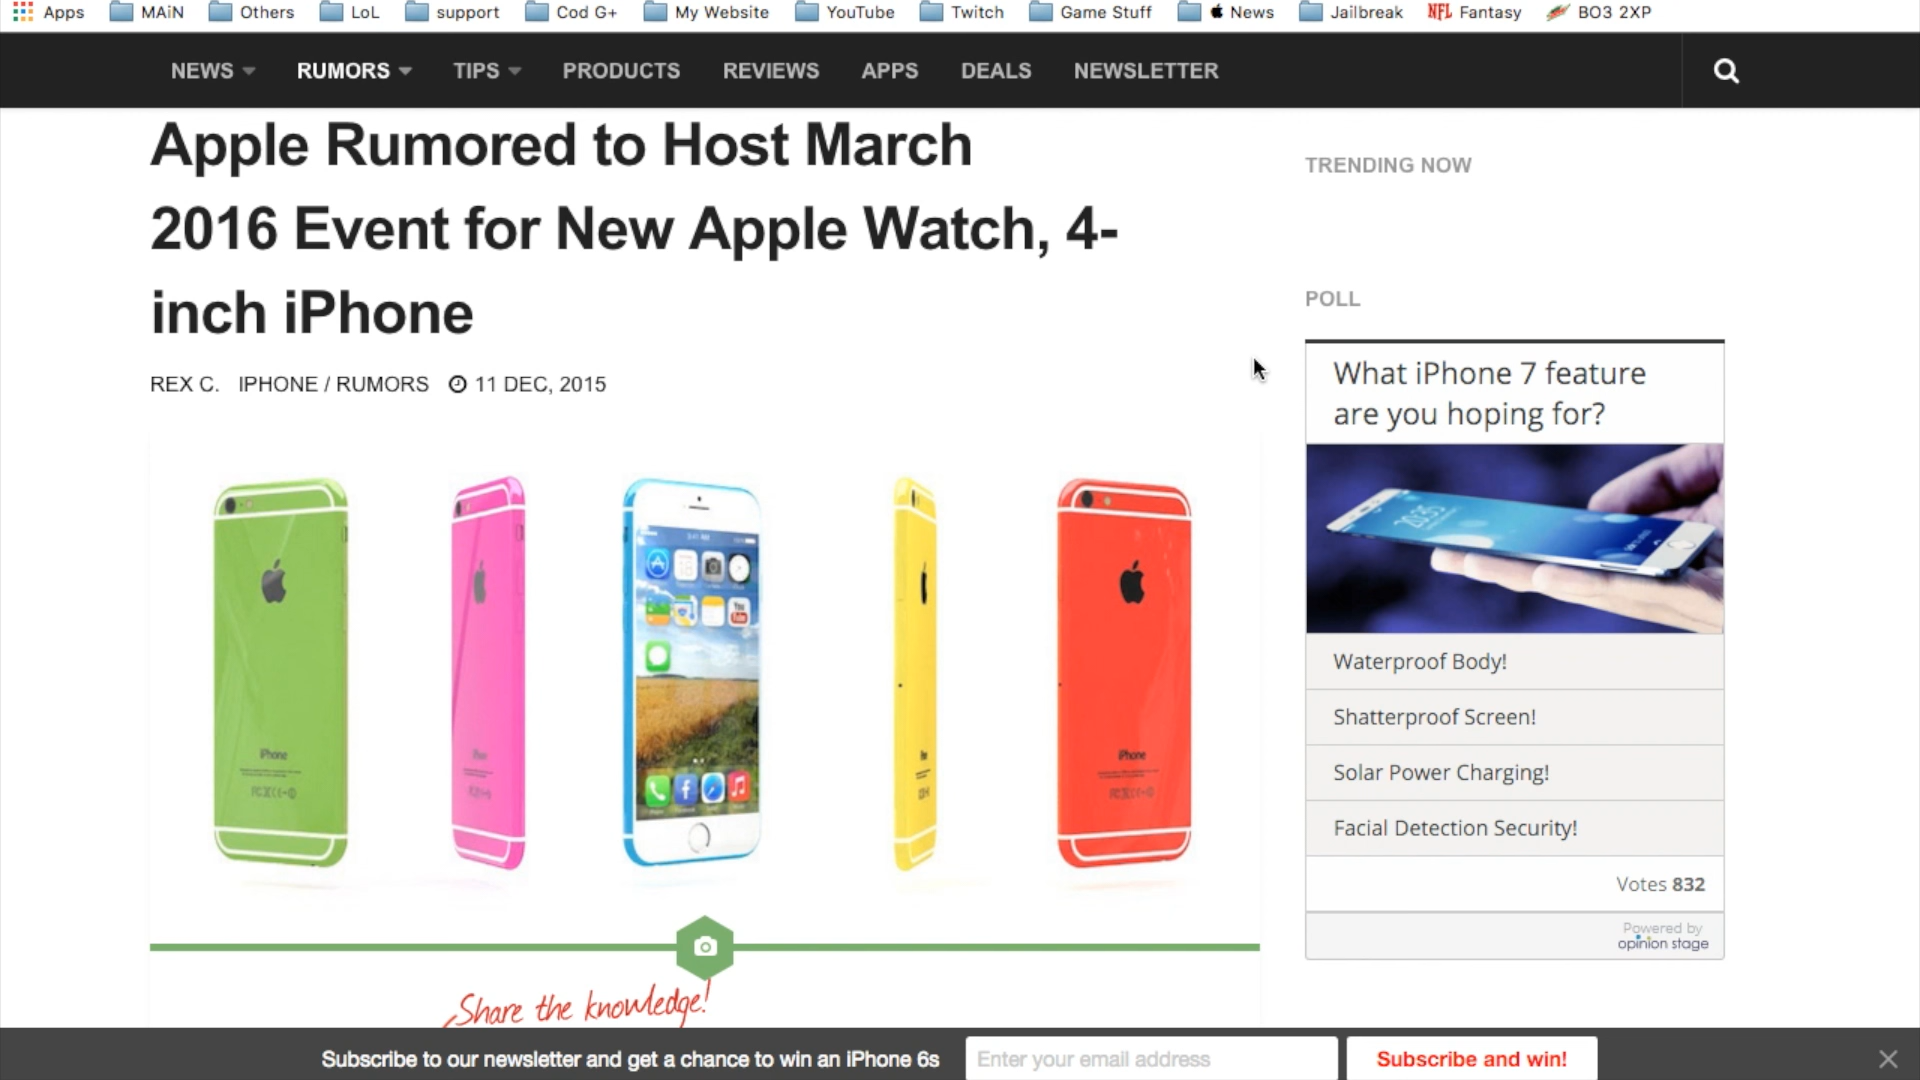 Apps MAiN Others LoL support Cod G+ My Website YouTube Twitch Game Stuff News Jailbreak NFL Fantasy BO3 2XP
NEWS RUMORS TIPS PRODUCTS REVIEWS APPS DEALS NEWSLETTER
Apple Rumored to Host March
2016 Event for New Apple Watch, 4-
inch iPhone
REX C. IPHONE / RUMORS 11 DEC, 2015
iPhone
iPhone
Share the knowledge!
TRENDING NOW
POLL
What iPhone 7 feature
are you hoping for?
20:35
Waterproof Body!
Shatterproof Screen!
Solar Power Charging!
Facial Detection Security!
Votes 832
Powered by
opinion stage
Subscribe to our newsletter and get a chance to win an iPhone 6s Enter your email address Subscribe and win!